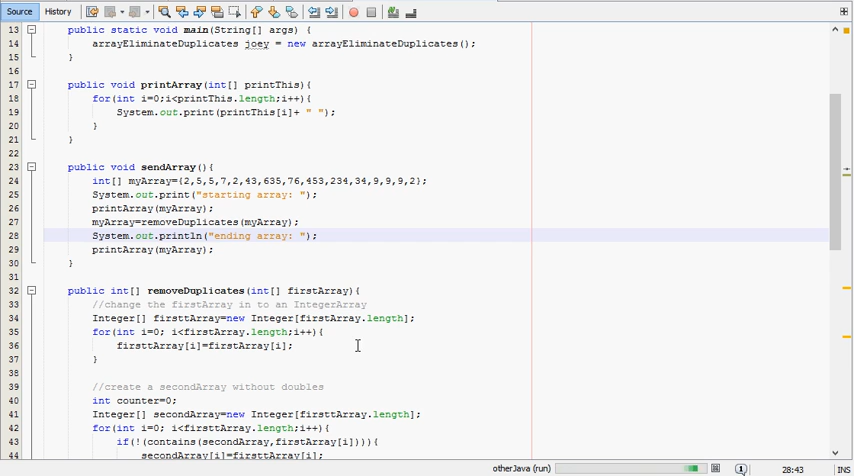 Source History
13 public static void main(String[] args) {
14 arrayEliminateDuplicates joey = new arrayEliminateDuplicates();
15 }
16
17 public void printArray(int[] printThis) {
18 for(int i=0;i<printThis.length;i++){
19 System.out.print(printThis[i]+ " ");
20 }
21 }
22
23 public void sendArray(){
24 int[] myArray={2,5,5,7,2,43,635,76,453,234,34,9,9,9,2};
25 System.out.print("starting array: ");
26 printArray(myArray);
27 myArray=removeDuplicates(myArray);
28 System.out.println("ending array: ");
29 printArray(myArray);
30 }
31
32 public int[] removeDuplicates(int[] firstArray){
33 //change the firstArray in to an IntegerArray
34 Integer[] firsttArray=new Integer[firstArray.length];
35 for(int i=0; i<firstArray.length;i++){
36 firsttArray[i]=firstArray[i];
37 }
38
39 //create a secondArray without doubles
40 int counter=0;
41 Integer[] secondArray=new Integer[firsttArray.length];
42 for(int i=0; i<firsttArray.length;i++){
43 if(!(contains(secondArray,firstArray[i]))){
44 secondArray[i]=firsttArray[i];
otherJava (run) 1 28:43 INS